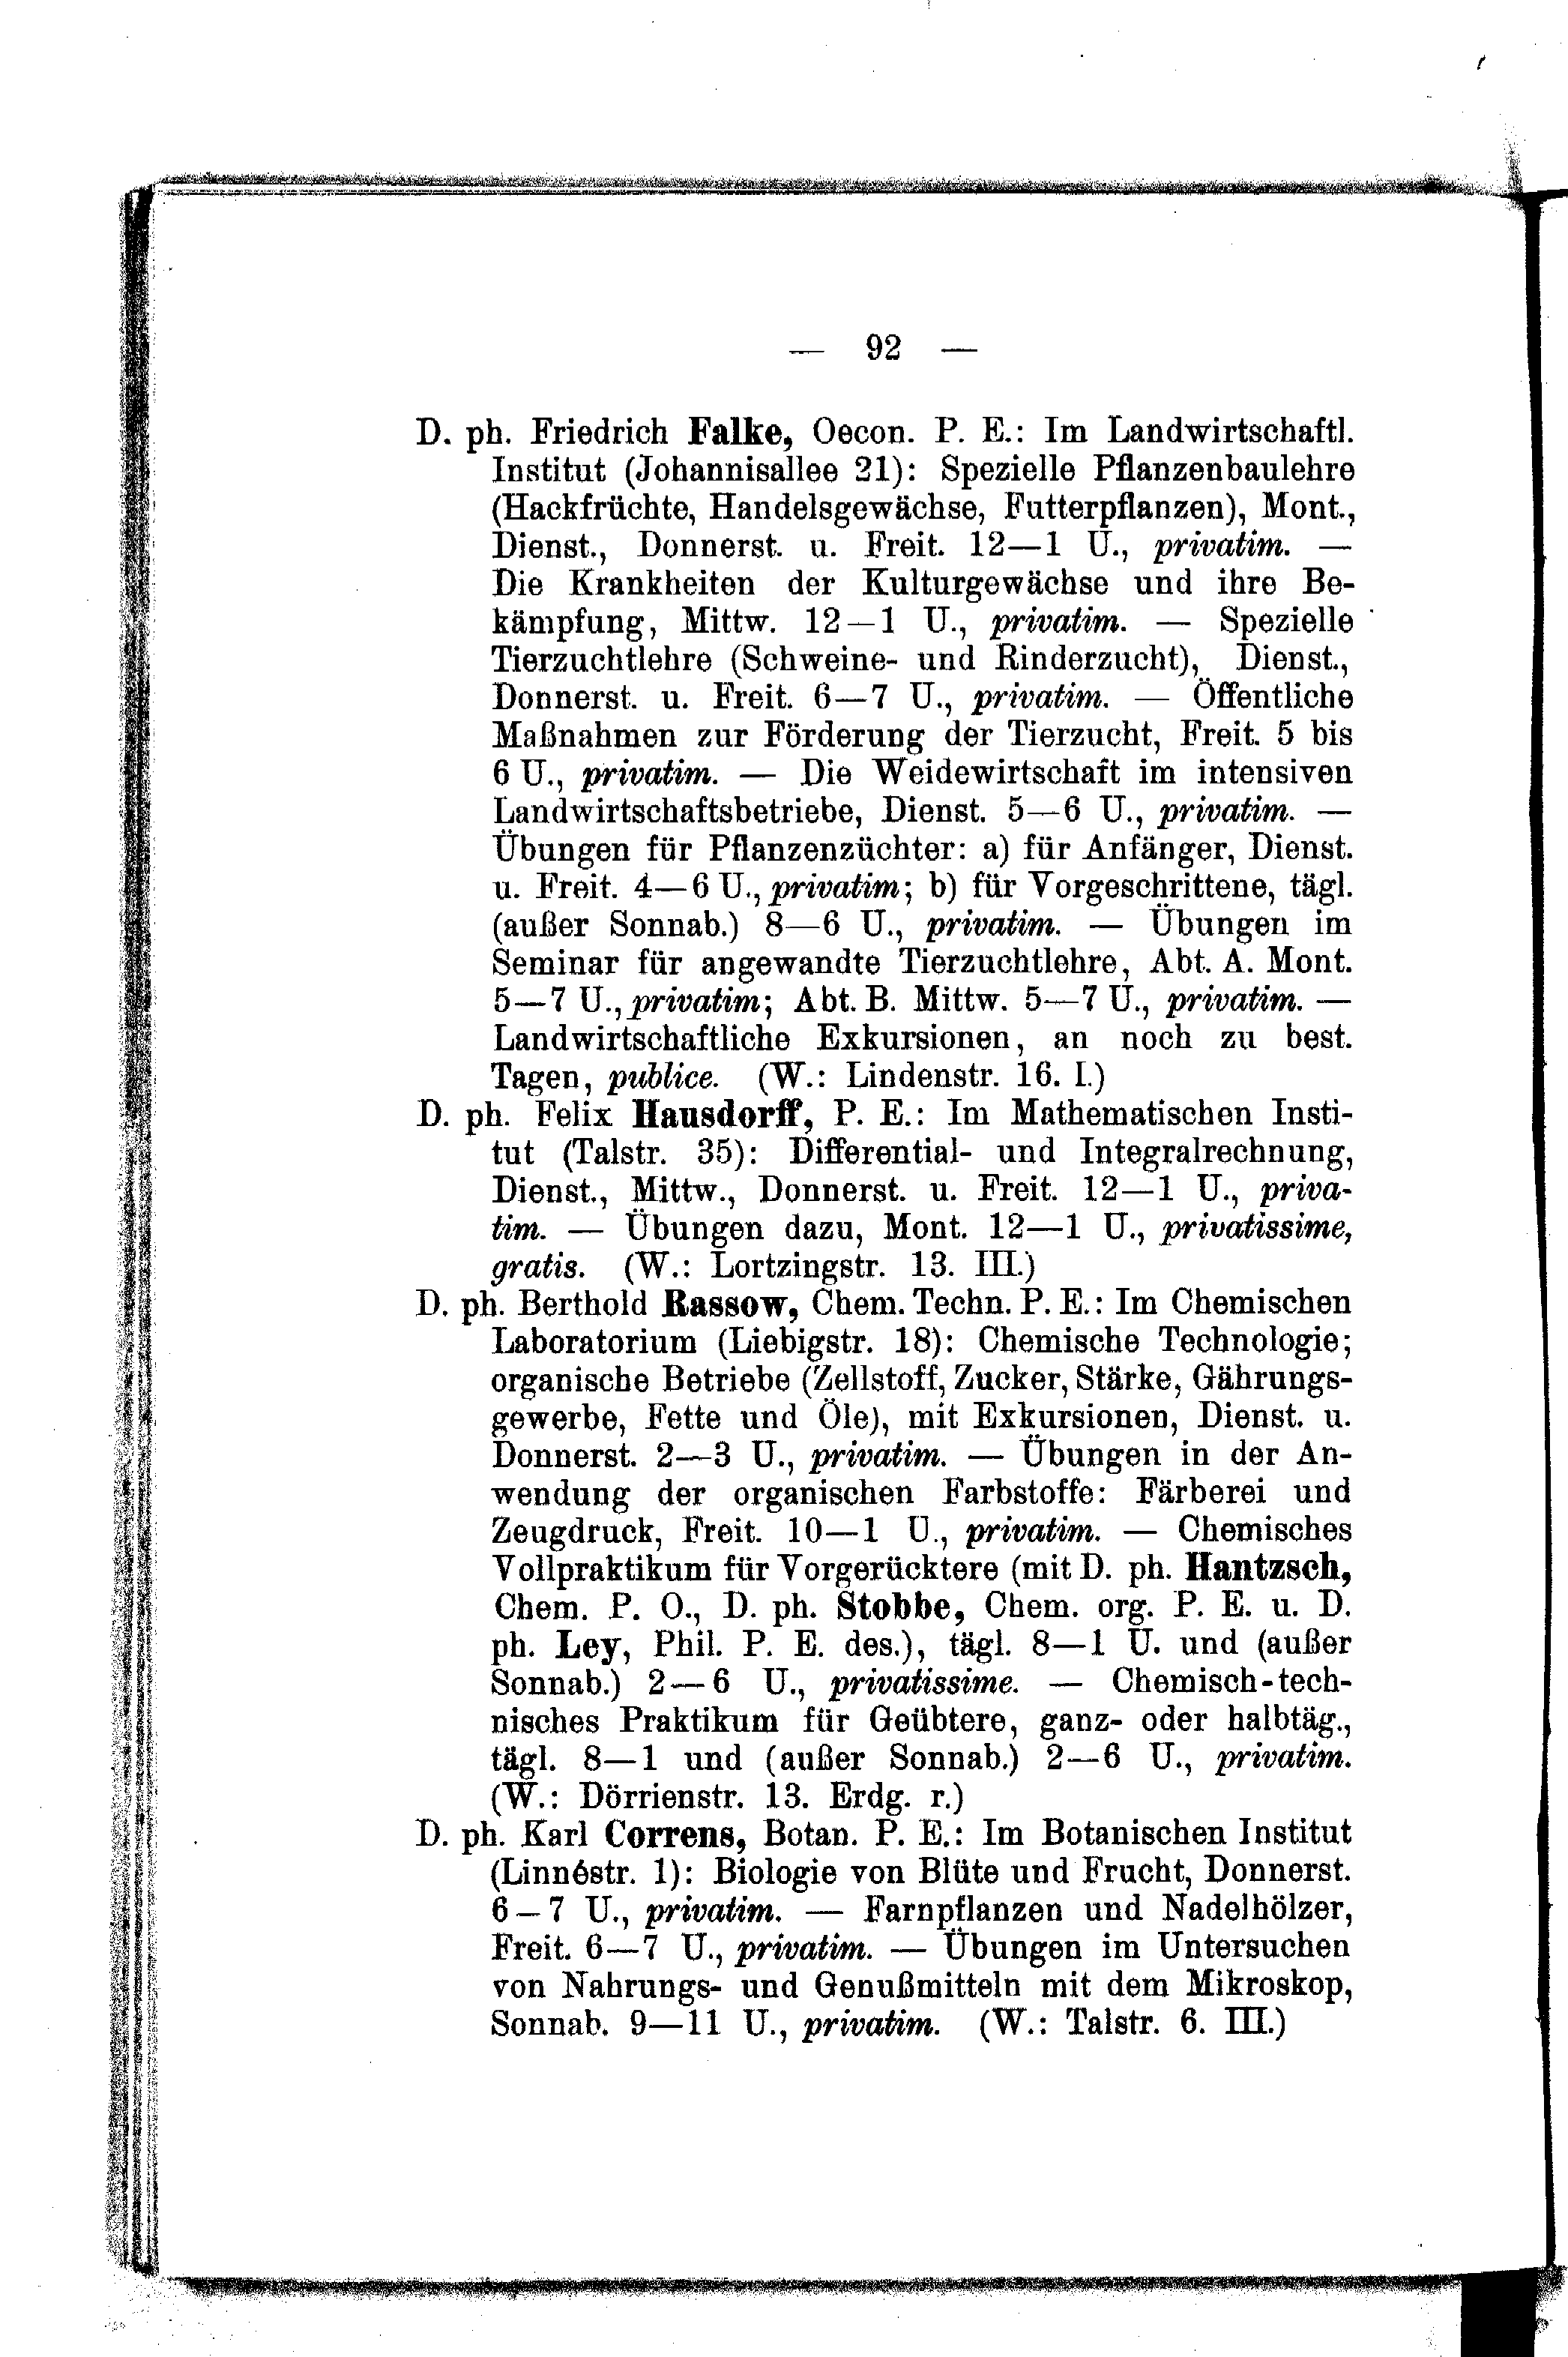 — 92 —
D. ph. Friedrich Falke, Oecon. P. E.: Im Landwirtschaftl.
Institut (Johannisallee 21): Spezielle Pflanzenbaulehre
(Hackfrüchte, Handelsgewächse, Futterpflanzen), Mont.,
Dienst., Donnerst. u. Freit. 12—1 U., privatim. —
Die Krankheiten der Kulturgewächse und ihre Be-
kämpfung, Mittw. 12—1 U., privatim. — Spezielle
Tierzuchtlehre (Schweine- und Rinderzucht), Dienst.,
Donnerst. u. Freit. 6—7 U., privatim. — Öffentliche
Maßnahmen zur Förderung der Tierzucht, Freit. 5 bis
6 U., privatim. — Die Weidewirtschaft im intensiven
Landwirtschaftsbetriebe, Dienst. 5—6 U., privatim. —
Übungen für Pflanzenzüchter: a) für Anfänger, Dienst.
u. Freit. 4—6 U., privatim; b) für Vorgeschrittene, tägl.
(außer Sonnab.) 8—6 U., privatim. — Übungen im
Seminar für angewandte Tierzuchtlehre, Abt. A. Mont.
5—7 U., privatim; Abt. B. Mittw. 5—7 U., privatim. —
Landwirtschaftliche Exkursionen, an noch zu best.
Tagen, publice. (W.: Lindenstr. 16. I.)
D. ph. Felix Hausdorff, P. E.: Im Mathematischen Insti-
tut (Talstr. 35): Differential- und Integralrechnung,
Dienst., Mittw., Donnerst. u. Freit. 12—1 U., priva-
tim. — Übungen dazu, Mont. 12—1 U., privatissime,
gratis. (W.: Lortzingstr. 13. III.)
D. ph. Berthold Rassow, Chem. Techn. P. E.: Im Chemischen
Laboratorium (Liebigstr. 18): Chemische Technologie;
organische Betriebe (Zellstoff, Zucker, Stärke, Gährungs-
gewerbe, Fette und Öle), mit Exkursionen, Dienst. u.
Donnerst. 2—3 U., privatim. — Übungen in der An-
wendung der organischen Farbstoffe: Färberei und
Zeugdruck, Freit. 10—1 U., privatim. — Chemisches
Vollpraktikum für Vorgerücktere (mit D. ph. Hantzsch,
Chem. P. O., D. ph. Stobbe, Chem. org. P. E. u. D.
ph. Ley, Phil. P. E. des.), tägl. 8—1 U. und (außer
Sonnab.) 2—6 U., privatissime. — Chemisch-tech-
nisches Praktikum für Geübtere, ganz- oder halbtäg.,
tägl. 8—1 und (außer Sonnab.) 2—6 U., privatim.
(W.: Dörrienstr. 13. Erdg. r.)
D. ph. Karl Correns, Botan. P. E.: Im Botanischen Institut
(Linnéstr. 1): Biologie von Blüte und Frucht, Donnerst.
6—7 U., privatim. — Farnpflanzen und Nadelhölzer,
Freit. 6—7 U., privatim. — Übungen im Untersuchen
von Nahrungs- und Genußmitteln mit dem Mikroskop,
Sonnab. 9—11 U., privatim. (W.: Talstr. 6. III.)